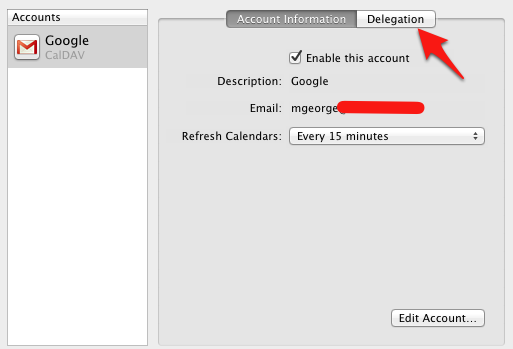 Accounts
Google
CalDAV
Account Information Delegation
Enable this account
Description: Google
Email: mgeorge
Refresh Calendars: Every 15 minutes
Edit Account...